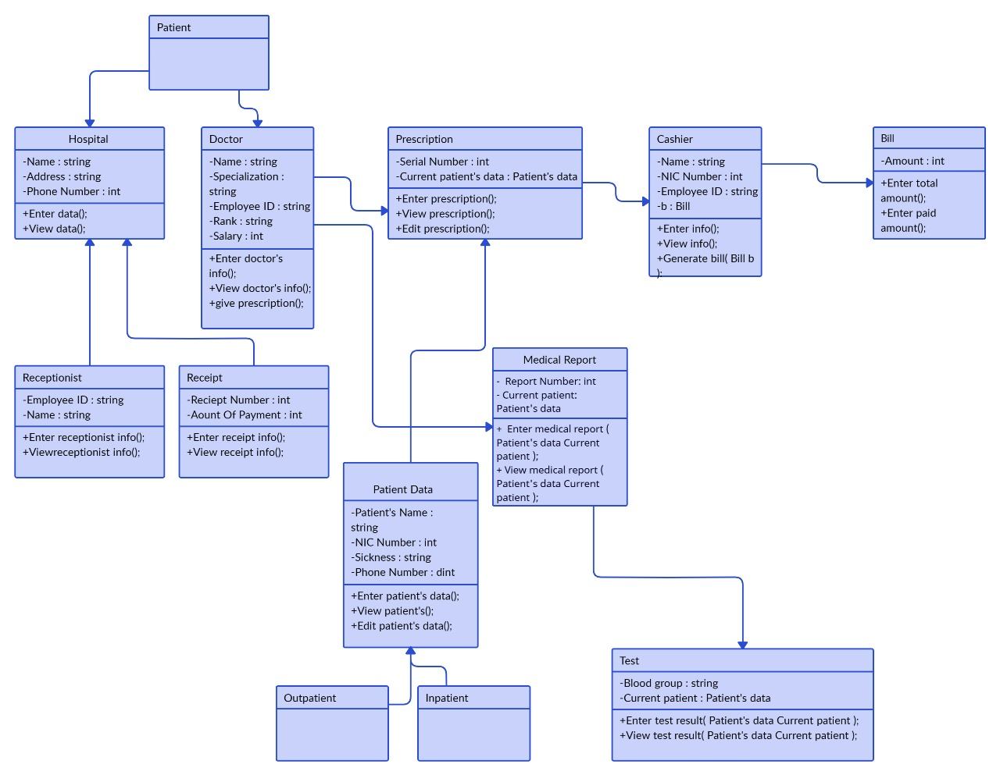 Patient
Hospital
-Name : string
-Address : string
-Phone Number : int
+Enter data();
+View data();
Doctor
-Name : string
-Specialization :
string
-Employee ID : string
-Rank : string
-Salary : int
+Enter doctor's
info();
+View doctor's info();
+give prescription();
Prescription
-Serial Number : int
-Current patient's data : Patient's data
+Enter prescription();
+View prescription();
+Edit prescription();
Cashier
-Name : string
-NIC Number : int
-Employee ID : string
-b : Bill
+Enter info();
+View info();
+Generate bill( Bill b
);
Bill
-Amount : int
+Enter total
amount();
+Enter paid
amount();
Receptionist
-Employee ID : string
-Name : string
+Enter receptionist info();
+Viewreceptionist info();
Receipt
-Reciept Number : int
-Aount Of Payment : int
+Enter receipt info();
+View receipt info();
Medical Report
-  Report Number: int
- Current patient:
Patient's data
+  Enter medical report (
Patient's data Current
patient );
+ View medical report (
Patient's data Current
patient );
Patient Data
-Patient's Name :
string
-NIC Number : int
-Sickness : string
-Phone Number : dint
+Enter patient's data();
+View patient's();
+Edit patient's data();
Outpatient
Inpatient
Test
-Blood group : string
-Current patient : Patient's data
+Enter test result( Patient's data Current patient );
+View test result( Patient's data Current patient );